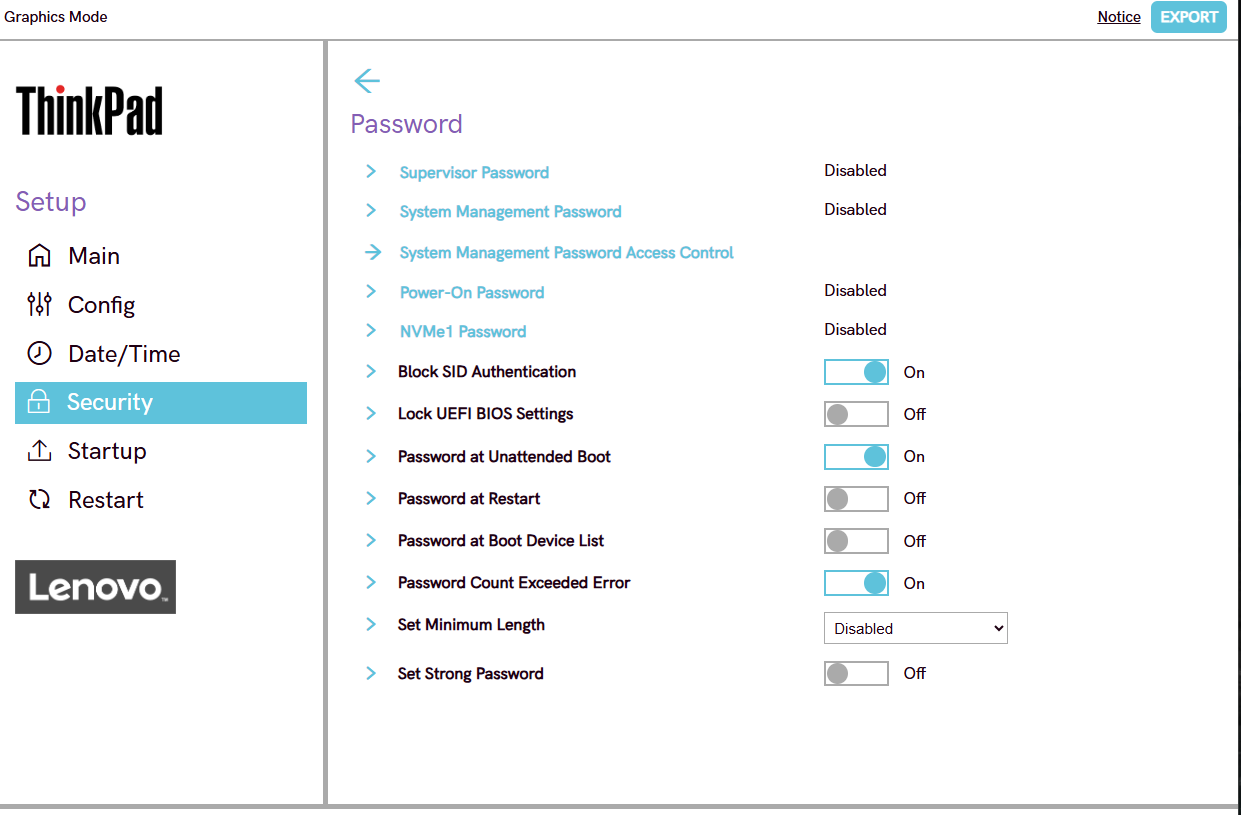 Graphics Mode
Notice EXPORT
ThinkPad
Setup
Main
Config
Date/Time
Security
Startup
Restart
Lenovo™
Password
Supervisor Password Disabled
System Management Password Disabled
System Management Password Access Control
Power-On Password Disabled
NVMe1 Password Disabled
Block SID Authentication On
Lock UEFI BIOS Settings Off
Password at Unattended Boot On
Password at Restart Off
Password at Boot Device List Off
Password Count Exceeded Error On
Set Minimum Length Disabled
Set Strong Password Off